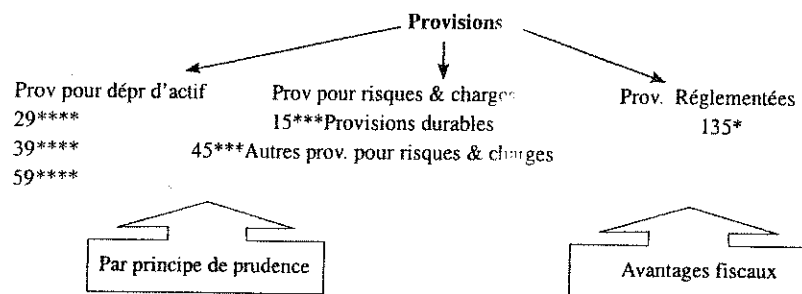 Provisions
Prov pour dépr d'actif
29****
39****
59****
Prov pour risques & charges
15***Provisions durables
45***Autres prov. pour risques & charges
Prov. Réglementées
135*
Par principe de prudence
Avantages fiscaux